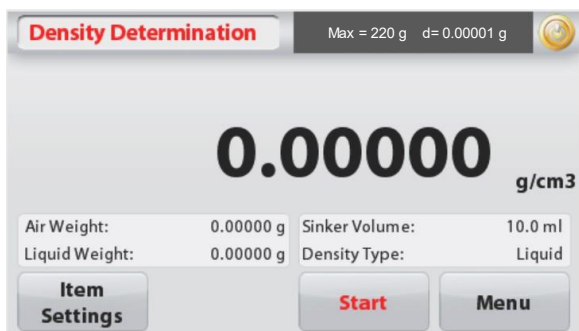 Density Determination Max = 220 g d= 0.00001 g
0.00000 g/cm3
Air Weight: 0.00000 g Sinker Volume: 10.0 ml
Liquid Weight: 0.00000 g Density Type: Liquid
Item Settings
Start
Menu